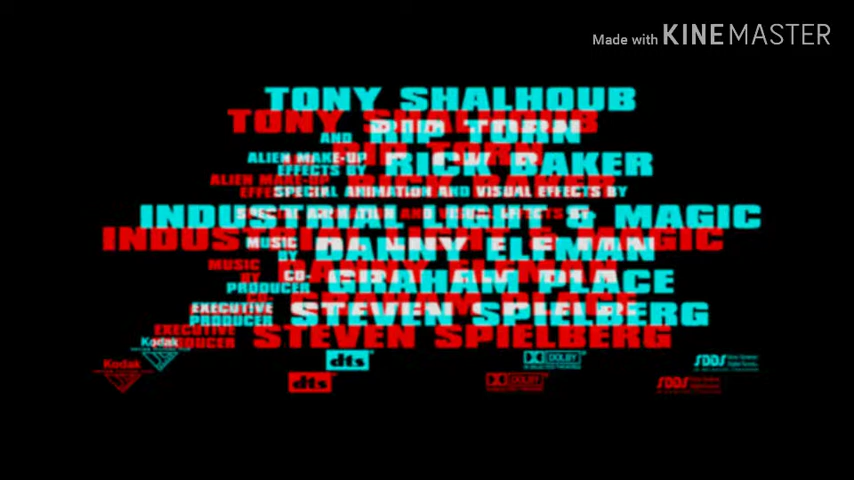 Made with KINEMASTER
TONY SHALHOUB
AND RIP TORN
ALIEN MAKE-UP EFFECTS BY RICK BAKER
SPECIAL ANIMATION AND VISUAL EFFECTS BY
INDUSTRIAL LIGHT & MAGIC
MUSIC BY DANNY ELFMAN
CO-PRODUCER GRAHAM PLACE
EXECUTIVE PRODUCER STEVEN SPIELBERG
Kodak dts DOLBY SDDS